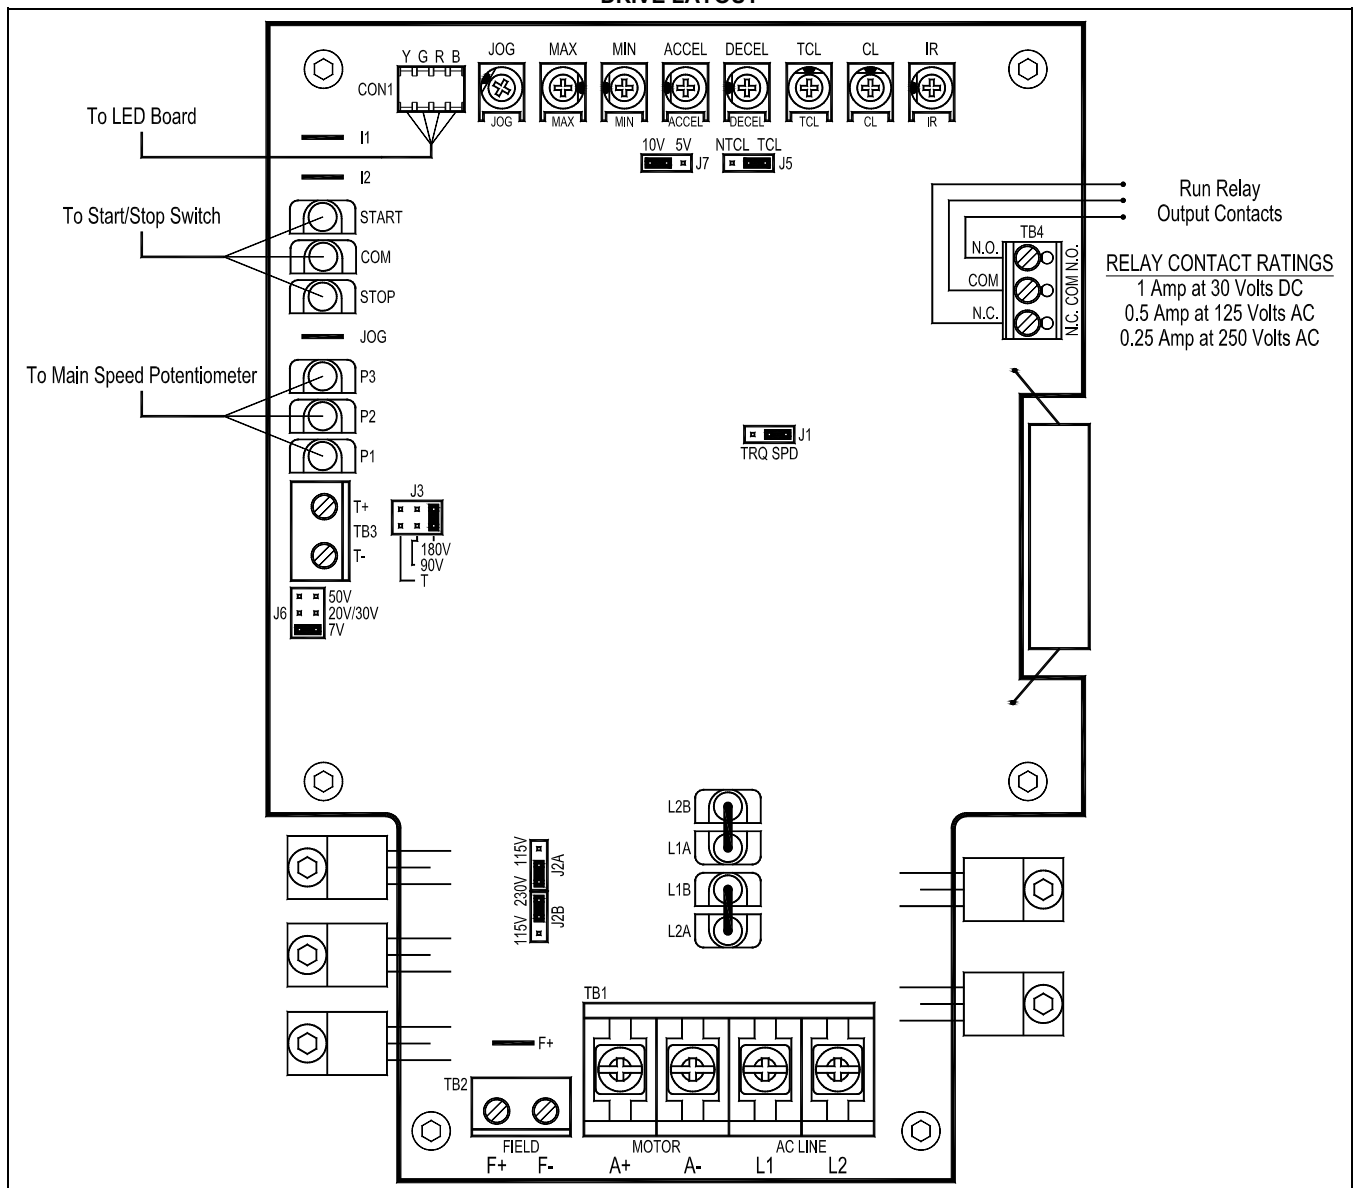 DRIVE LAYOUT
Y G R B
CON1
JOG MAX MIN ACCEL DECEL TCL CL IR
JOG MAX MIN ACCEL DECEL TCL CL IR
To LED Board
I1
I2
10V 5V J7
NTCL TCL J5
To Start/Stop Switch
START
COM
STOP
JOG
Run Relay
Output Contacts
TB4
N.O.
COM
N.C.
N.C. COM N.O.
RELAY CONTACT RATINGS
1 Amp at 30 Volts DC
0.5 Amp at 125 Volts AC
0.25 Amp at 250 Volts AC
To Main Speed Potentiometer
P3
P2
P1
J1
TRQ SPD
T+
TB3
T-
J3
180V
90V
T
J6
50V
20V/30V
7V
L2B
L1A
L1B
L2A
115V 230V 115V
J2A
J2B
F+
TB1
TB2
FIELD
F+ F-
MOTOR
A+ A-
AC LINE
L1 L2